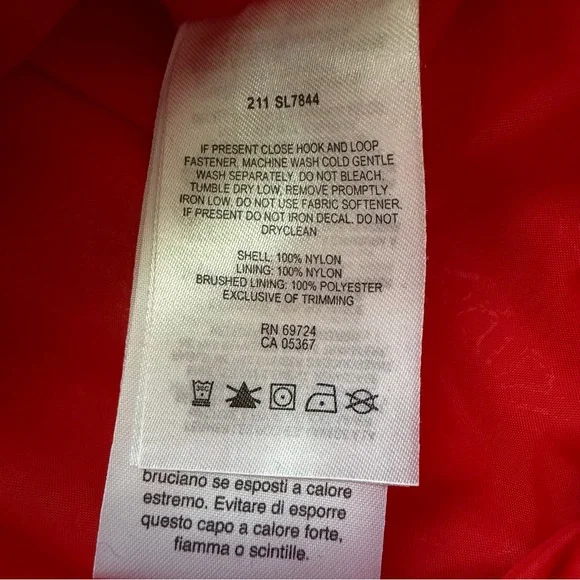 211 SL7844
IF PRESENT CLOSE HOOK AND LOOP
FASTENER, MACHINE WASH COLD GENTLE
WASH SEPARATELY, DO NOT BLEACH,
TUMBLE DRY LOW, REMOVE PROMPTLY
IRON LOW, DO NOT USE FABRIC SOFTENER.
IF PRESENT DO NOT IRON DECAL. DO NOT
DRYCLEAN
SHELL: 100% NYLON
LINING: 100% NYLON
BRUSHED LINING: 100% POLYESTER
EXCLUSIVE OF TRIMMING
RN 69724
CA 05367
30C
bruciano se esposti a calore
estremo. Evitare di esporre
questo capo a calore forte,
fiamma o scintille.